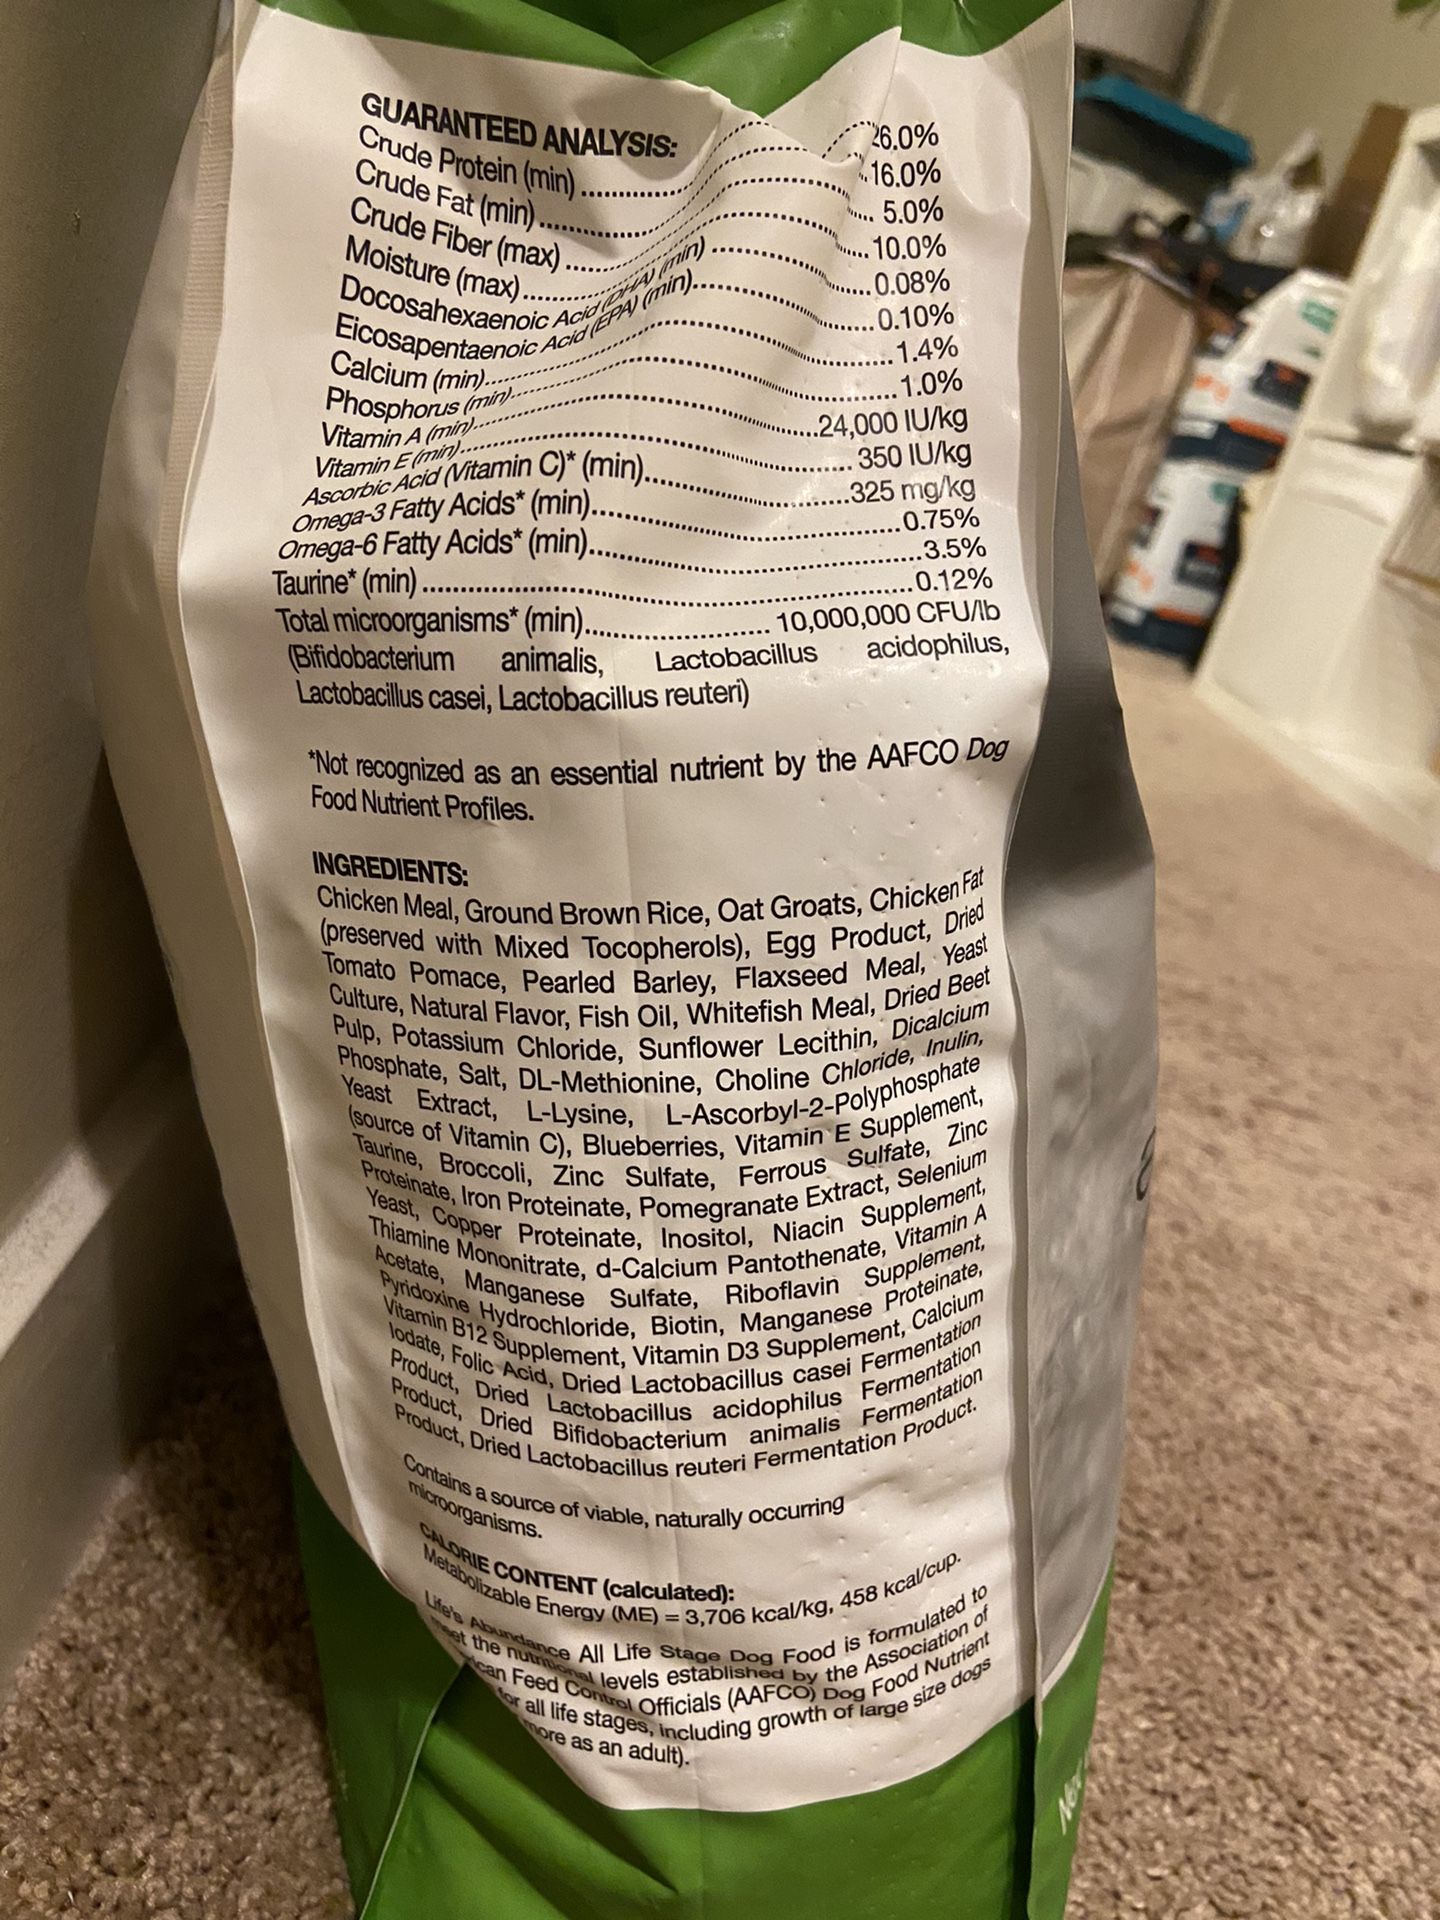 GUARANTEED ANALYSIS:
Crude Protein (min) ........................ 26.0%
Crude Fat (min) ........................ 16.0%
Crude Fiber (max) ........................ 5.0%
Moisture (max) ........................ 10.0%
Docosahexaenoic Acid (DHA) (min) ............ 0.08%
Eicosapentaenoic Acid (EPA) (min) ............ 0.10%
Calcium (min) ........................ 1.4%
Phosphorus (min) ........................ 1.0%
Vitamin A (min) ........................ 24,000 IU/kg
Vitamin E (min) ........................ 350 IU/kg
Ascorbic Acid (Vitamin C)* (min) ............ 325 mg/kg
Omega-3 Fatty Acids* (min) ............ 0.75%
Omega-6 Fatty Acids* (min) ............ 3.5%
Taurine* (min) ........................ 0.12%
Total microorganisms* (min) ............ 10,000,000 CFU/lb
(Bifidobacterium animalis, Lactobacillus acidophilus,
Lactobacillus casei, Lactobacillus reuteri)
*Not recognized as an essential nutrient by the AAFCO Dog
Food Nutrient Profiles.
INGREDIENTS:
Chicken Meal, Ground Brown Rice, Oat Groats, Chicken Fat
(preserved with Mixed Tocopherols), Egg Product, Dried
Tomato Pomace, Pearled Barley, Flaxseed Meal, Yeast
Culture, Natural Flavor, Fish Oil, Whitefish Meal, Dried Beet
Pulp, Potassium Chloride, Sunflower Lecithin, Dicalcium
Phosphate, Salt, DL-Methionine, Choline Chloride, Inulin,
Yeast Extract, L-Lysine, L-Ascorbyl-2-Polyphosphate
(source of Vitamin C), Blueberries, Vitamin E Supplement,
Taurine, Broccoli, Zinc Sulfate, Ferrous Sulfate, Zinc
Proteinate, Iron Proteinate, Pomegranate Extract, Selenium
Yeast, Copper Proteinate, Inositol, Niacin Supplement,
Thiamine Mononitrate, d-Calcium Pantothenate, Vitamin A
Acetate, Manganese Sulfate, Riboflavin Supplement,
Pyridoxine Hydrochloride, Biotin, Manganese Proteinate,
Vitamin B12 Supplement, Vitamin D3 Supplement, Calcium
Iodate, Folic Acid, Dried Lactobacillus casei Fermentation
Product, Dried Lactobacillus acidophilus Fermentation
Product, Dried Bifidobacterium animalis Fermentation
Product, Dried Lactobacillus reuteri Fermentation Product.
Contains a source of viable, naturally occurring
microorganisms.
CALORIE CONTENT (calculated):
Metabolizable Energy (ME) = 3,706 kcal/kg, 458 kcal/cup.
Life's Abundance All Life Stage Dog Food is formulated to
meet the nutritional levels established by the Association of
Feed Control Officials (AAFCO) Dog Food Nutrient
for all life stages, including growth of large size dogs
more as an adult).